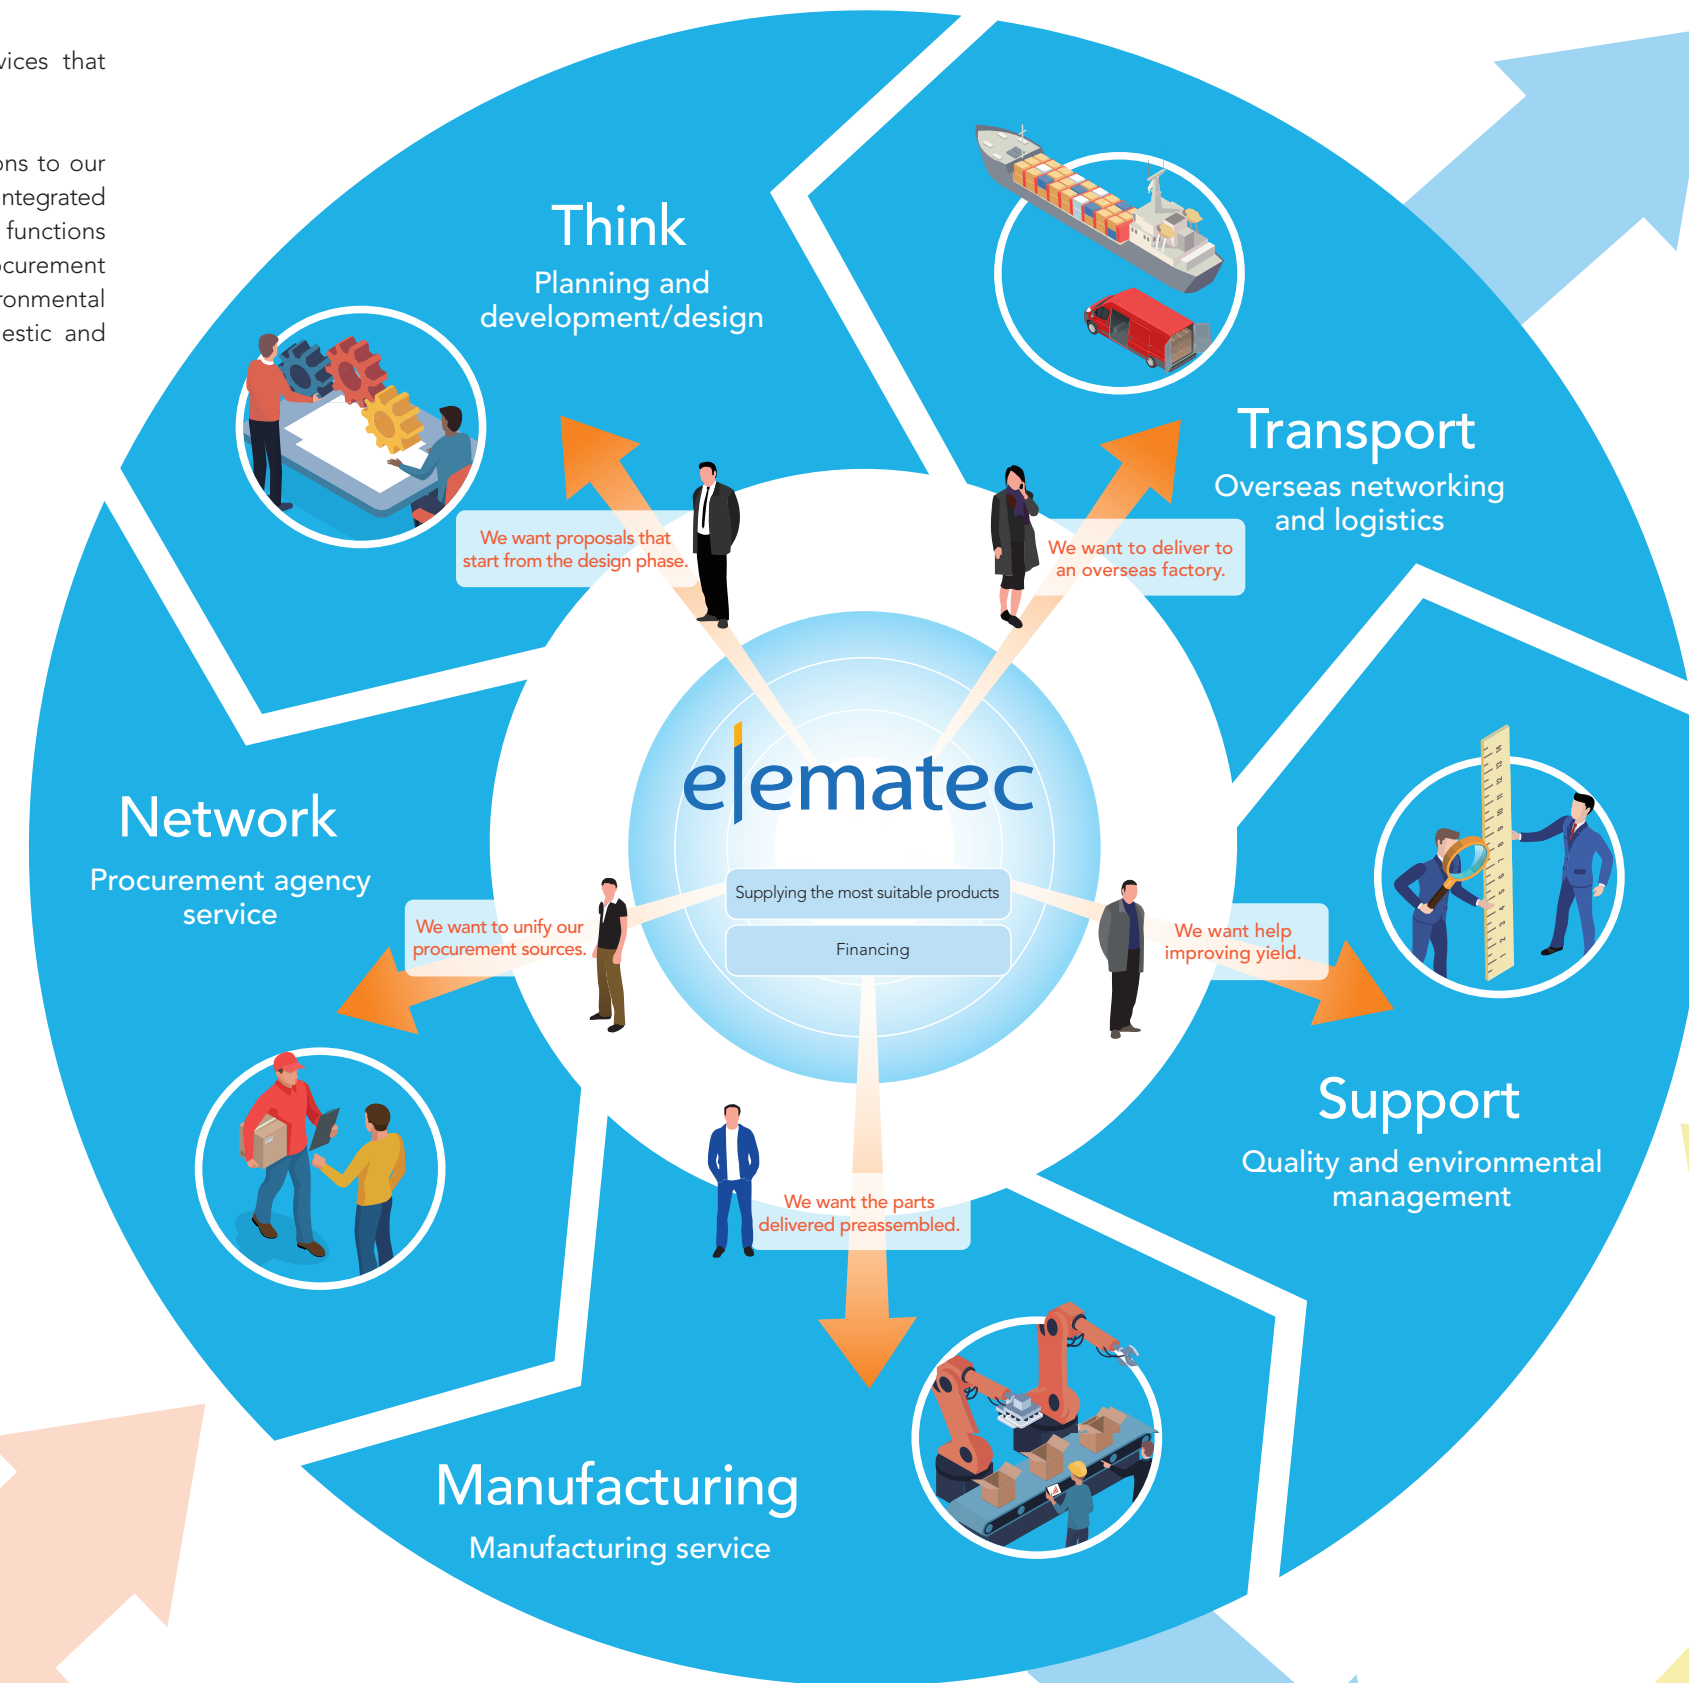 vices that
ons to our
integrated
functions
ocurement
ronmental
estic and
Think
Planning and
development/design
Transport
Overseas networking
and logistics
We want proposals that
start from the design phase.
We want to deliver to
an overseas factory.
elematec
Supplying the most suitable products
Financing
Network
Procurement agency
service
We want to unify our
procurement sources.
We want help
improving yield.
Support
Quality and environmental
management
We want the parts
delivered preassembled.
Manufacturing
Manufacturing service